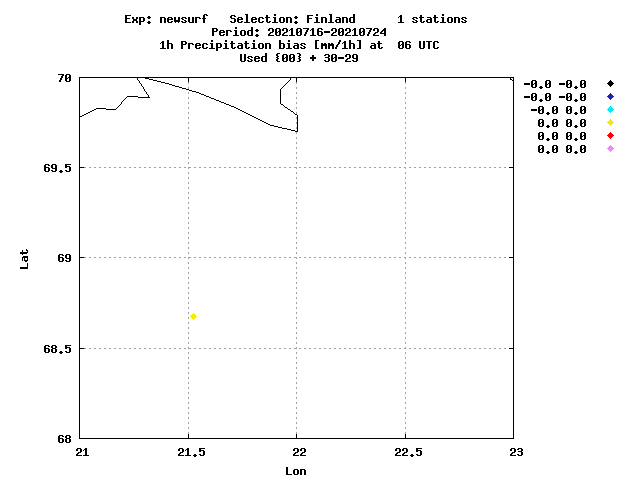 Exp: newsurf   Selection: Finland      1 stations
Period: 20210716-20210724
1h Precipitation bias [mm/1h] at  06 UTC
Used {00} + 30-29
-0.0 -0.0
-0.0 -0.0
-0.0 0.0
0.0 0.0
0.0 0.0
0.0 0.0
70
69.5
69
68.5
68
Lat
21 21.5 22 22.5 23
Lon